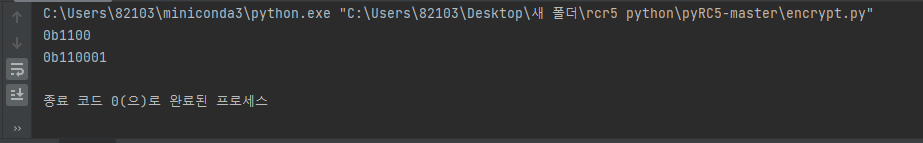 C:\Users\82103\miniconda3\python.exe "C:\Users\82103\Desktop\새 폴더\rcr5 python\pyRC5-master\encrypt.py"
0b1100
0b110001
종료 코드 0(으)로 완료된 프로세스